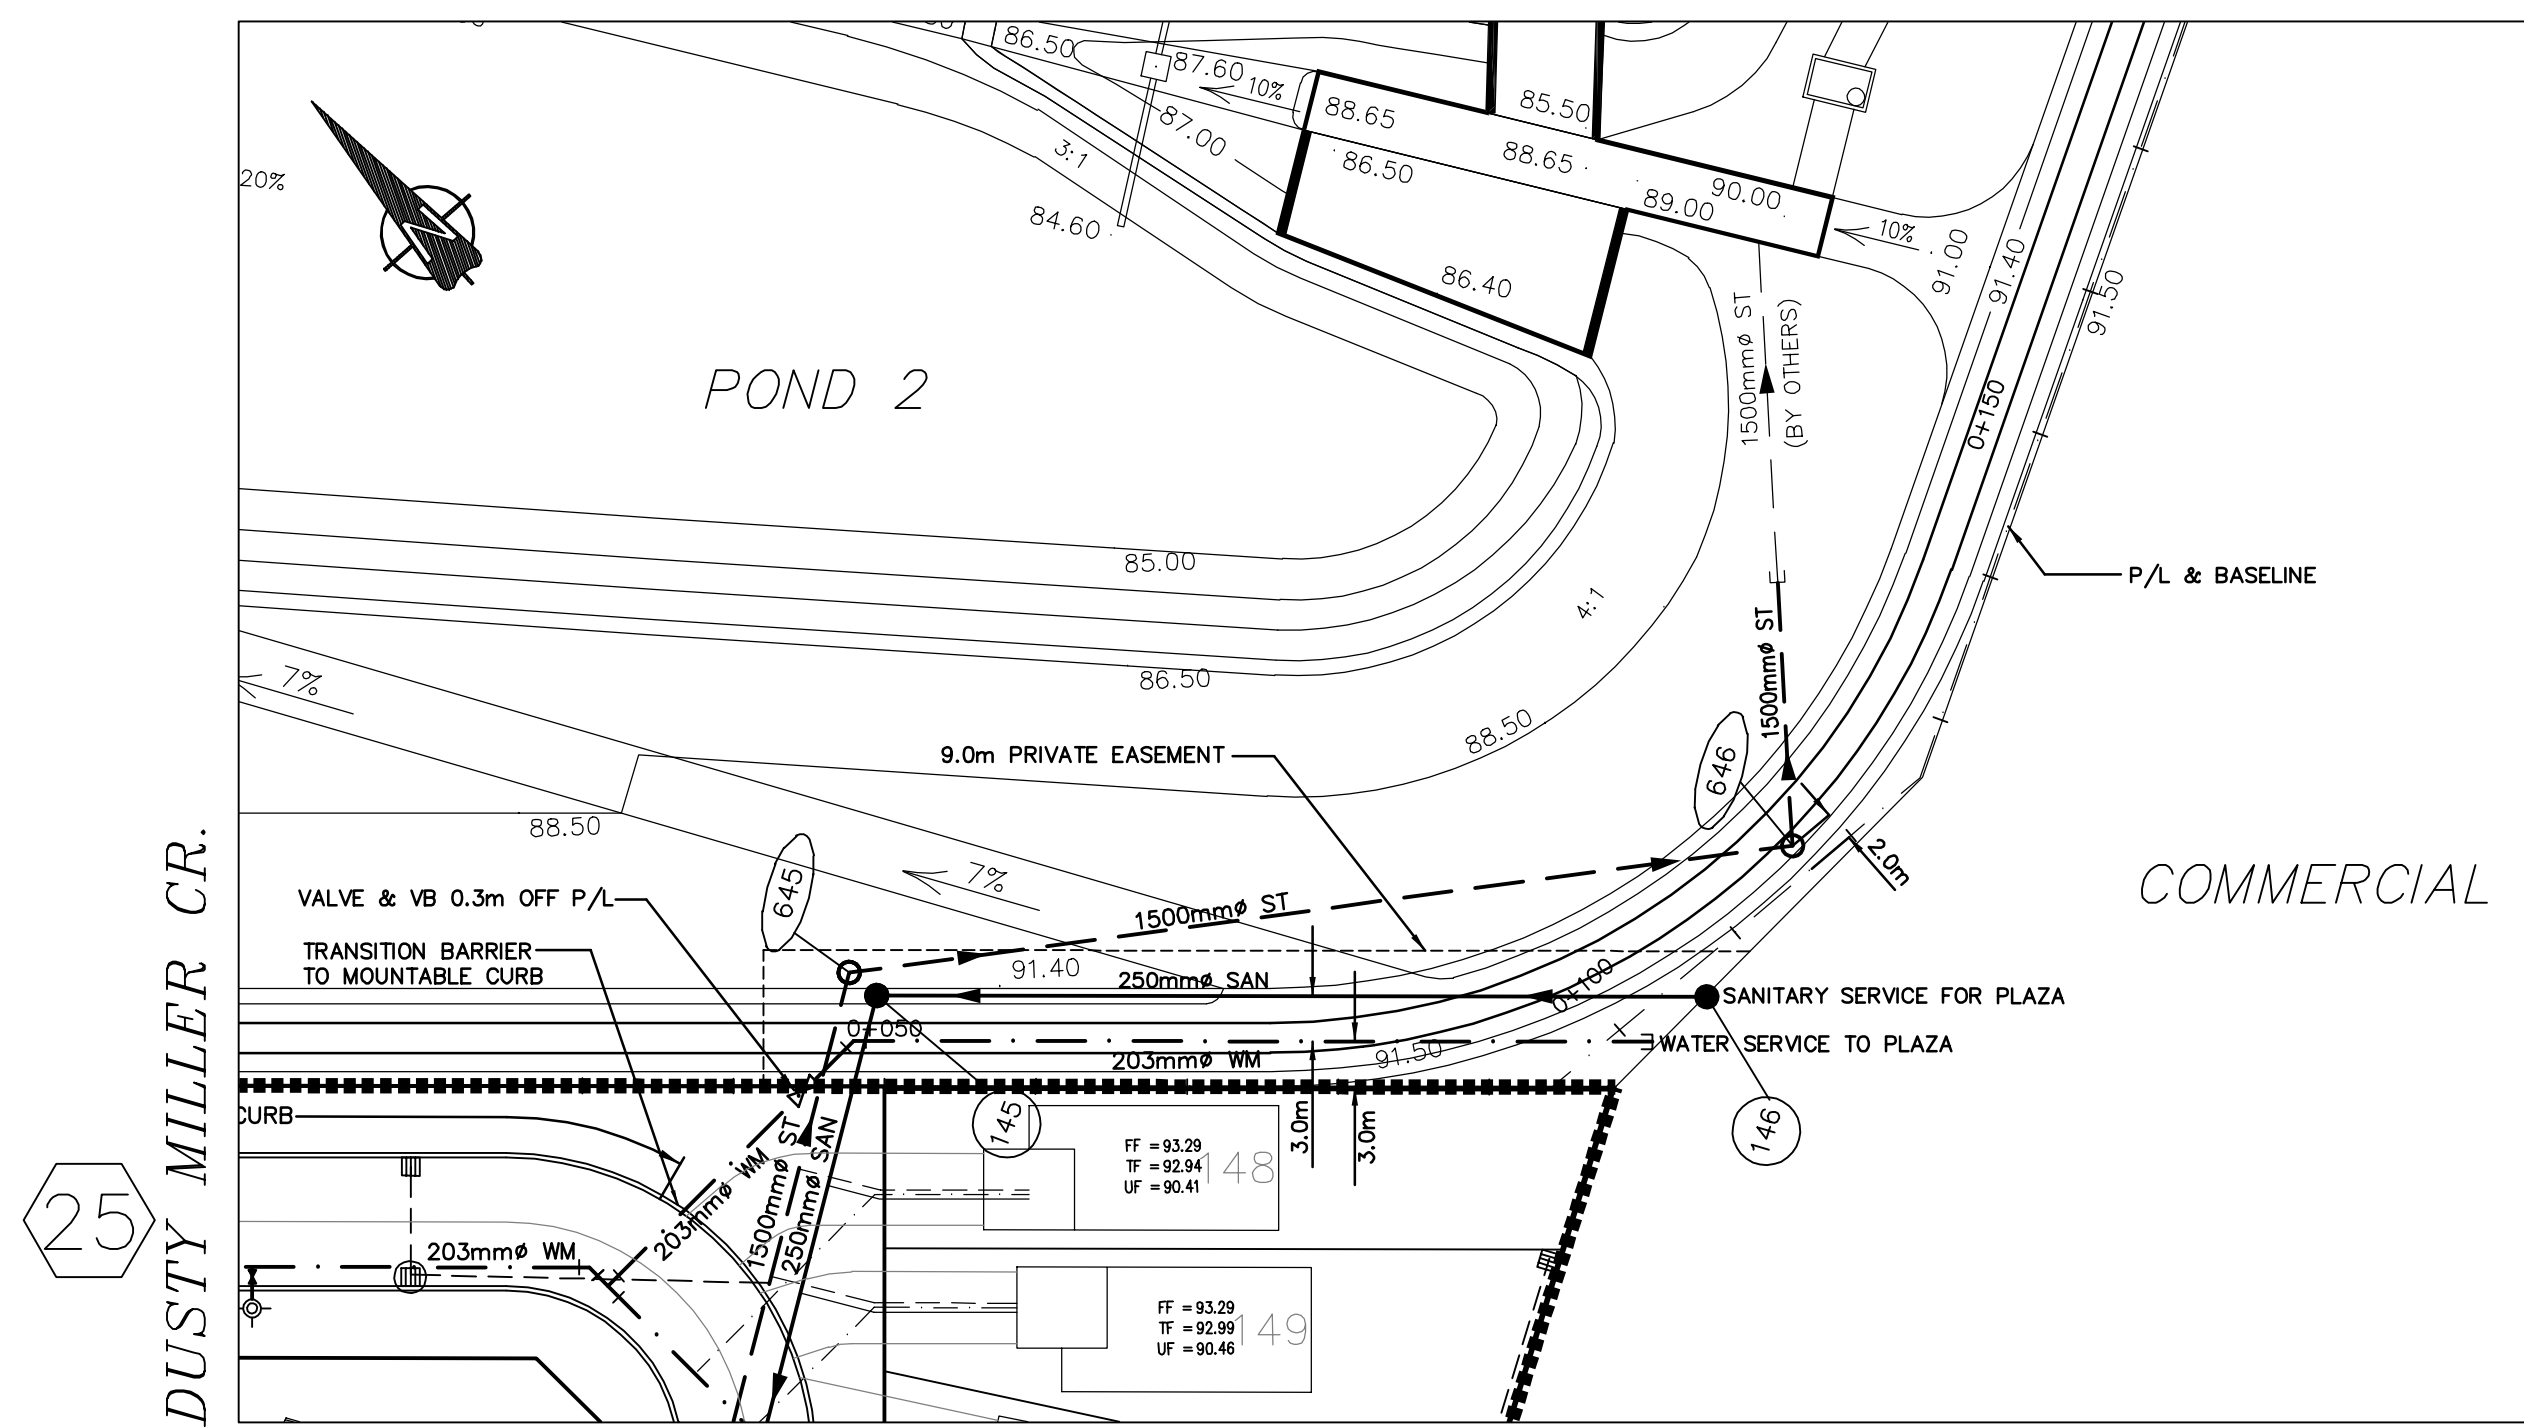 86.50
87.60
10%
88.65
85.50
87.00
3:1
86.50
88.65
90.00
89.00
20%
N
84.60
10%
91.00
91.40
91.50
86.40
1500mmø ST
(BY OTHERS)
POND 2
0+150
85.00
P/L & BASELINE
4:1
1500mmø ST
7%
86.50
88.50
9.0m PRIVATE EASEMENT
646
88.50
2.0m
COMMERCIAL
645
7%
VALVE & VB 0.3m OFF P/L
1500mmø ST
TRANSITION BARRIER
TO MOUNTABLE CURB
91.40
250mmø SAN
0+100
SANITARY SERVICE FOR PLAZA
0+050
203mmø WM
91.50
WATER SERVICE TO PLAZA
CURB
145
146
3.0m
3.0m
FF = 93.29
TF = 92.94
UF = 90.41
148
203mmø WM
1500mmø ST
250mmø SAN
203mmø WM
FF = 93.29
TF = 92.99
UF = 90.46
149
25
DUSTY MILLER CR.